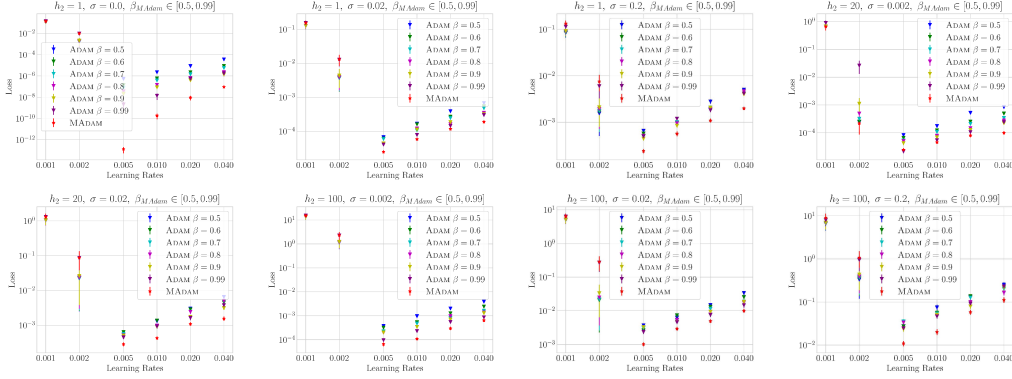 h₂ = 1, σ = 0.0, β_MAdam ∈ [0.5, 0.99]
Loss
10⁻²
10⁻⁴
10⁻⁶
10⁻⁸
10⁻¹⁰
10⁻¹²
ADAM β = 0.5
ADAM β = 0.6
ADAM β = 0.7
ADAM β = 0.8
ADAM β = 0.9
ADAM β = 0.99
MADAM
0.001 0.002 0.005 0.010 0.020 0.040
Learning Rates
h₂ = 1, σ = 0.02, β_MAdam ∈ [0.5, 0.99]
Loss
10⁻¹
10⁻²
10⁻³
10⁻⁴
ADAM β = 0.5
ADAM β = 0.6
ADAM β = 0.7
ADAM β = 0.8
ADAM β = 0.9
ADAM β = 0.99
MADAM
0.001 0.002 0.005 0.010 0.020 0.040
Learning Rates
h₂ = 1, σ = 0.2, β_MAdam ∈ [0.5, 0.99]
Loss
10⁻¹
10⁻²
10⁻³
10⁻⁴
ADAM β = 0.5
ADAM β = 0.6
ADAM β = 0.7
ADAM β = 0.8
ADAM β = 0.9
ADAM β = 0.99
MADAM
0.001 0.002 0.005 0.010 0.020 0.040
Learning Rates
h₂ = 20, σ = 0.002, β_MAdam ∈ [0.5, 0.99]
Loss
10⁻¹
10⁻²
10⁻³
10⁻⁴
ADAM β = 0.5
ADAM β = 0.6
ADAM β = 0.7
ADAM β = 0.8
ADAM β = 0.9
ADAM β = 0.99
MADAM
0.001 0.002 0.005 0.010 0.020 0.040
Learning Rates
h₂ = 20, σ = 0.02, β_MAdam ∈ [0.5, 0.99]
Loss
10⁰
10⁻¹
10⁻²
10⁻³
ADAM β = 0.5
ADAM β = 0.6
ADAM β = 0.7
ADAM β = 0.8
ADAM β = 0.9
ADAM β = 0.99
MADAM
0.001 0.002 0.005 0.010 0.020 0.040
Learning Rates
h₂ = 100, σ = 0.002, β_MAdam ∈ [0.5, 0.99]
Loss
10¹
10⁰
10⁻¹
10⁻²
10⁻³
ADAM β = 0.5
ADAM β = 0.6
ADAM β = 0.7
ADAM β = 0.8
ADAM β = 0.9
ADAM β = 0.99
MADAM
0.001 0.002 0.005 0.010 0.020 0.040
Learning Rates
h₂ = 100, σ = 0.02, β_MAdam ∈ [0.5, 0.99]
Loss
10¹
10⁰
10⁻¹
10⁻²
10⁻³
ADAM β = 0.5
ADAM β = 0.6
ADAM β = 0.7
ADAM β = 0.8
ADAM β = 0.9
ADAM β = 0.99
MADAM
0.001 0.002 0.005 0.010 0.020 0.040
Learning Rates
h₂ = 100, σ = 0.2, β_MAdam ∈ [0.5, 0.99]
Loss
10¹
10⁰
10⁻¹
10⁻²
ADAM β = 0.5
ADAM β = 0.6
ADAM β = 0.7
ADAM β = 0.8
ADAM β = 0.9
ADAM β = 0.99
MADAM
0.001 0.002 0.005 0.010 0.020 0.040
Learning Rates